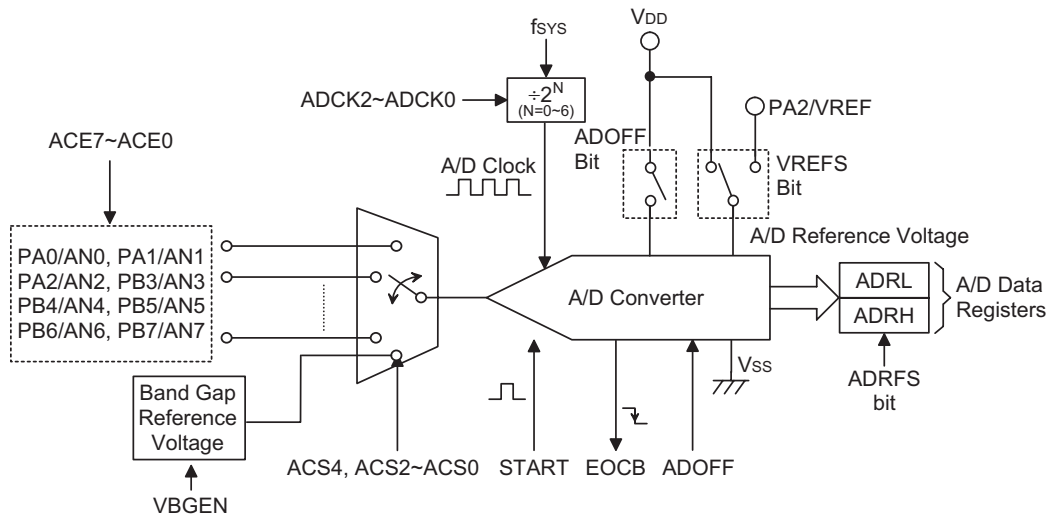 fSYS
VDD
÷2^N
(N=0~6)
ADCK2~ADCK0
PA2/VREF
ACE7~ACE0
ADOFF
Bit
VREFS
Bit
A/D Clock
A/D Reference Voltage
PA0/AN0, PA1/AN1
PA2/AN2, PB3/AN3
PB4/AN4, PB5/AN5
PB6/AN6, PB7/AN7
A/D Converter
ADRL
ADRH
A/D Data
Registers
VSS
ADRFS
bit
Band Gap
Reference
Voltage
ACS4, ACS2~ACS0
START
EOCB
ADOFF
VBGEN